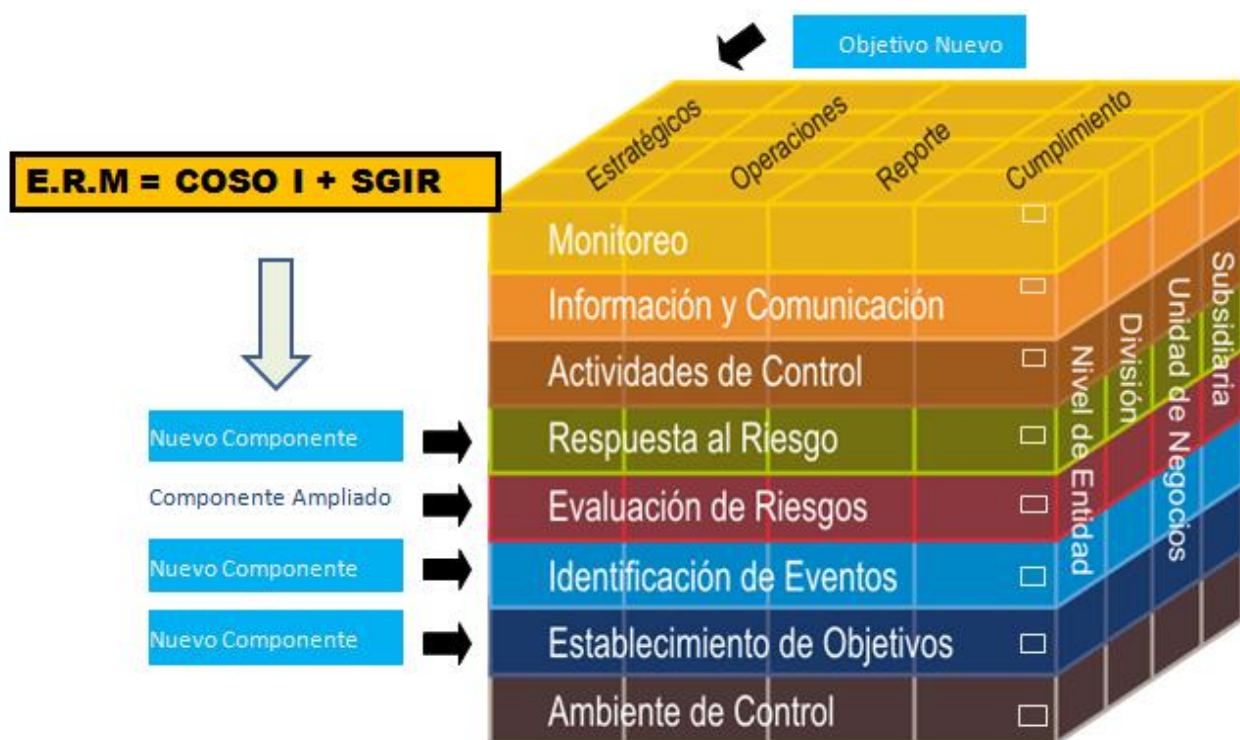 Objetivo Nuevo
Estratégicos
Operaciones
Reporte
Cumplimiento
E.R.M = COSO I + SGIR
Monitoreo
Información y Comunicación
Actividades de Control
Nuevo Componente
Respuesta al Riesgo
Componente Ampliado
Evaluación de Riesgos
Nuevo Componente
Identificación de Eventos
Nuevo Componente
Establecimiento de Objetivos
Ambiente de Control
Nivel de Entidad
División
Unidad de Negocios
Subsidiaria